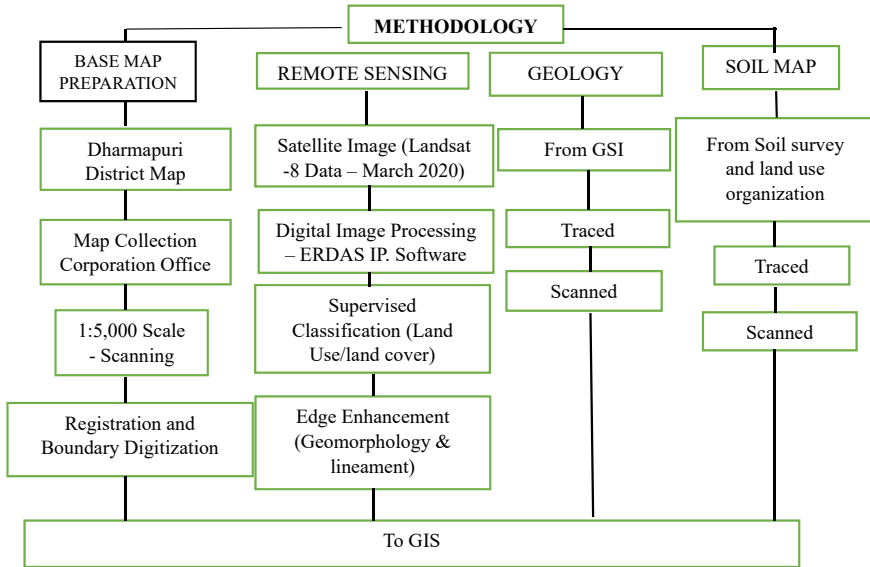 METHODOLOGY
BASE MAP
PREPARATION
Dharmapuri
District Map
Map Collection
Corporation Office
1:5,000 Scale
- Scanning
Registration and
Boundary Digitization
REMOTE SENSING
Satellite Image (Landsat
-8 Data – March 2020)
Digital Image Processing
– ERDAS IP. Software
Supervised
Classification (Land
Use/land cover)
Edge Enhancement
(Geomorphology &
lineament)
GEOLOGY
From GSI
Traced
Scanned
SOIL MAP
From Soil survey
and land use
organization
Traced
Scanned
To GIS